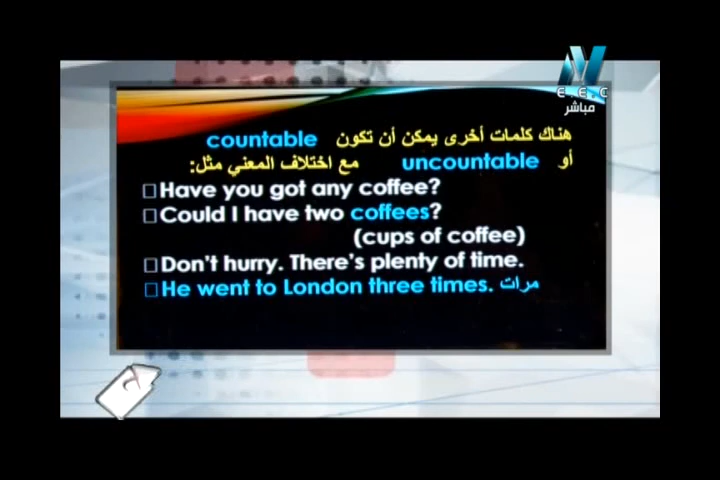 E.E.C
مباشر
هناك كلمات أخرى يمكن أن تكون countable
أو uncountable مع اختلاف المعني مثل:
Have you got any coffee?
Could I have two coffees?
(cups of coffee)
Don't hurry. There's plenty of time.
He went to London three times. مرات